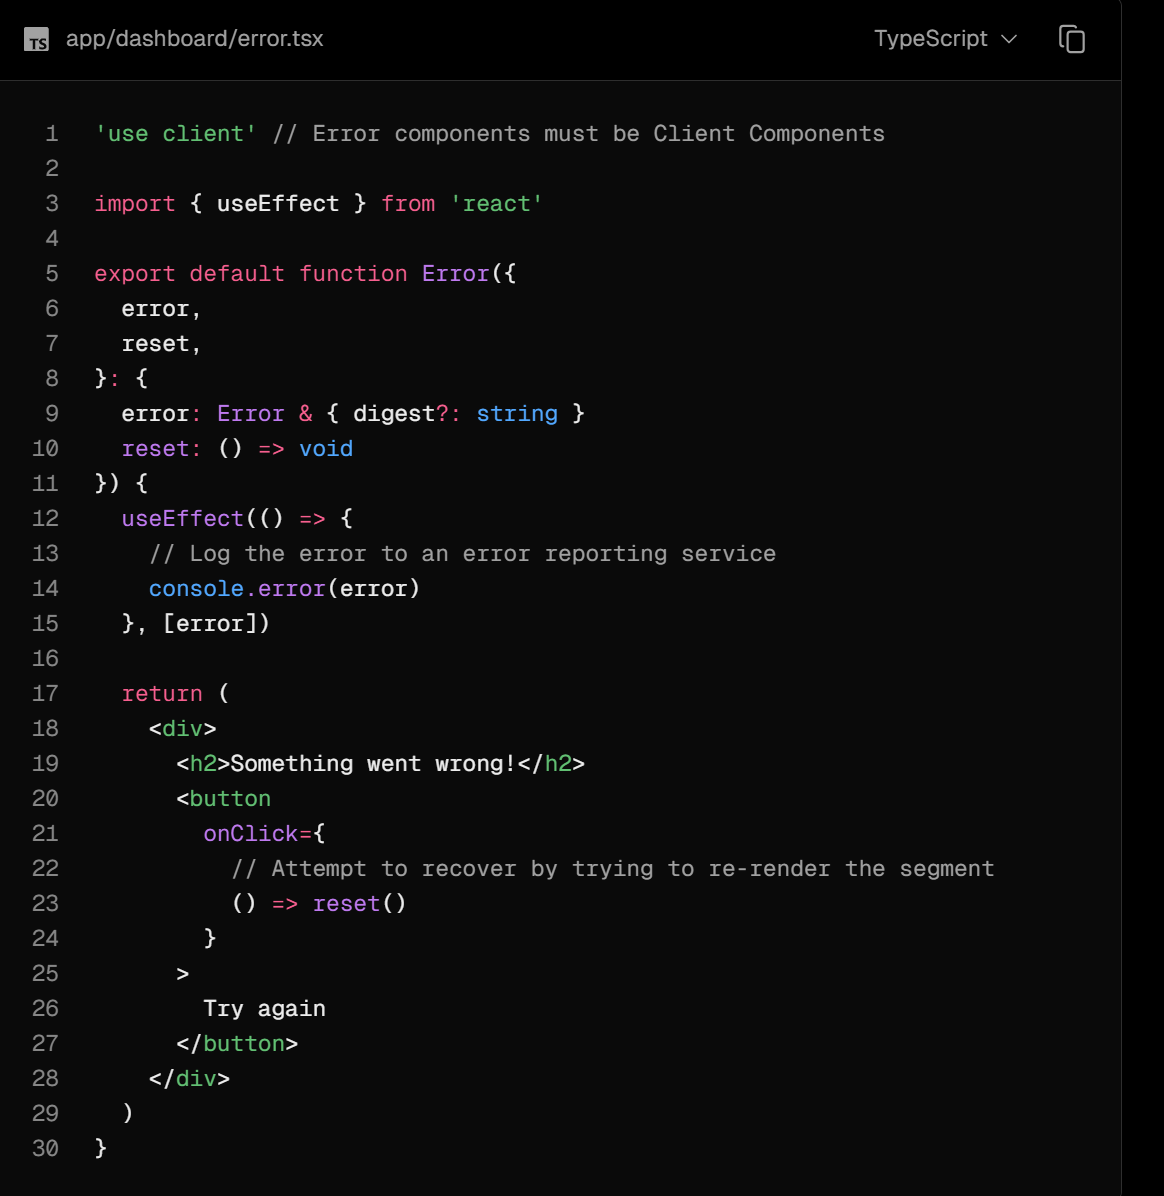 TS app/dashboard/error.tsx TypeScript
1 'use client' // Error components must be Client Components
2
3 import { useEffect } from 'react'
4
5 export default function Error({
6   error,
7   reset,
8 }: {
9   error: Error & { digest?: string }
10   reset: () => void
11 }) {
12   useEffect(() => {
13     // Log the error to an error reporting service
14     console.error(error)
15   }, [error])
16
17   return (
18     <div>
19       <h2>Something went wrong!</h2>
20       <button
21         onClick={
22           // Attempt to recover by trying to re-render the segment
23           () => reset()
24         }
25       >
26         Try again
27       </button>
28     </div>
29   )
30 }